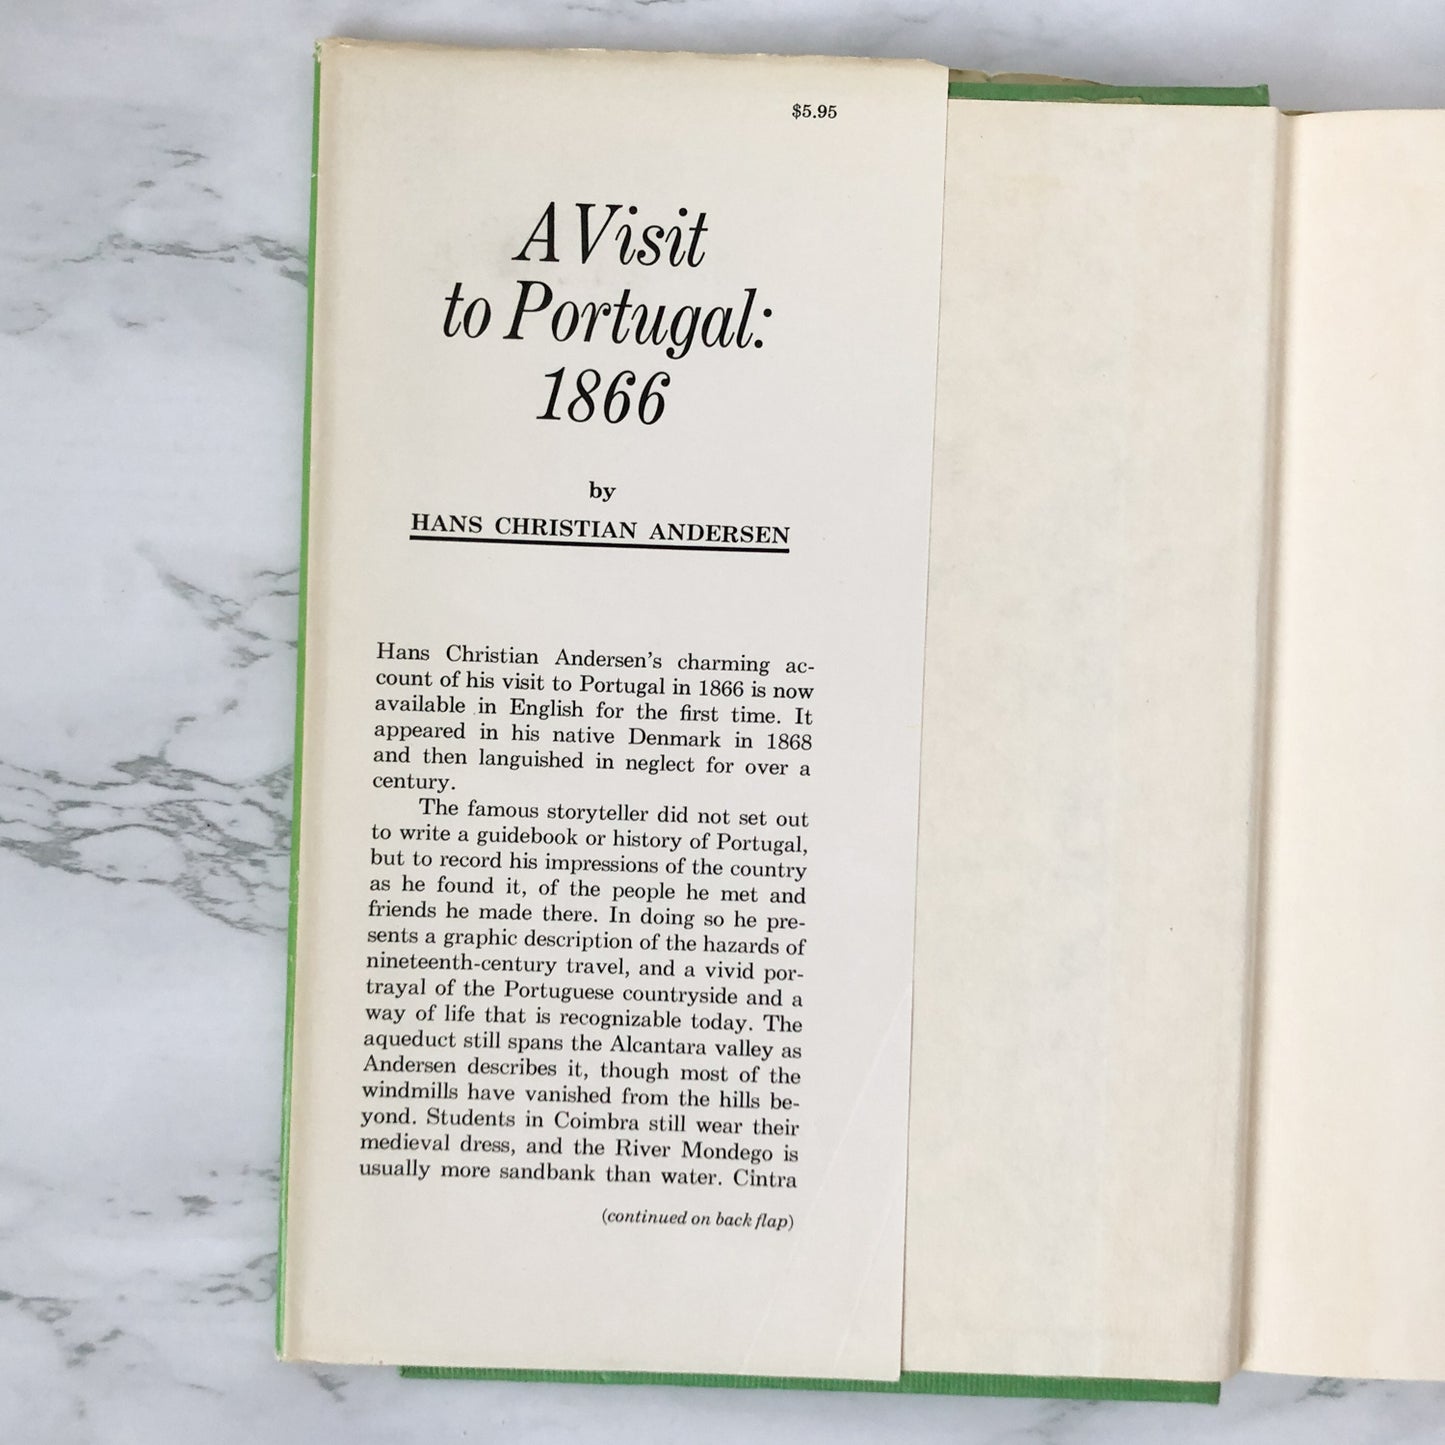 $5.95
A Visit
to Portugal:
1866
by
HANS CHRISTIAN ANDERSEN
Hans Christian Andersen's charming ac-
count of his visit to Portugal in 1866 is now
available in English for the first time. It
appeared in his native Denmark in 1868
and then languished in neglect for over a
century.
The famous storyteller did not set out
to write a guidebook or history of Portugal,
but to record his impressions of the country
as he found it, of the people he met and
friends he made there. In doing so he pre-
sents a graphic description of the hazards of
nineteenth-century travel, and a vivid por-
trayal of the Portuguese countryside and a
way of life that is recognizable today. The
aqueduct still spans the Alcantara valley as
Andersen describes it, though most of the
windmills have vanished from the hills be-
yond. Students in Coimbra still wear their
medieval dress, and the River Mondego is
usually more sandbank than water. Cintra
(continued on back flap)